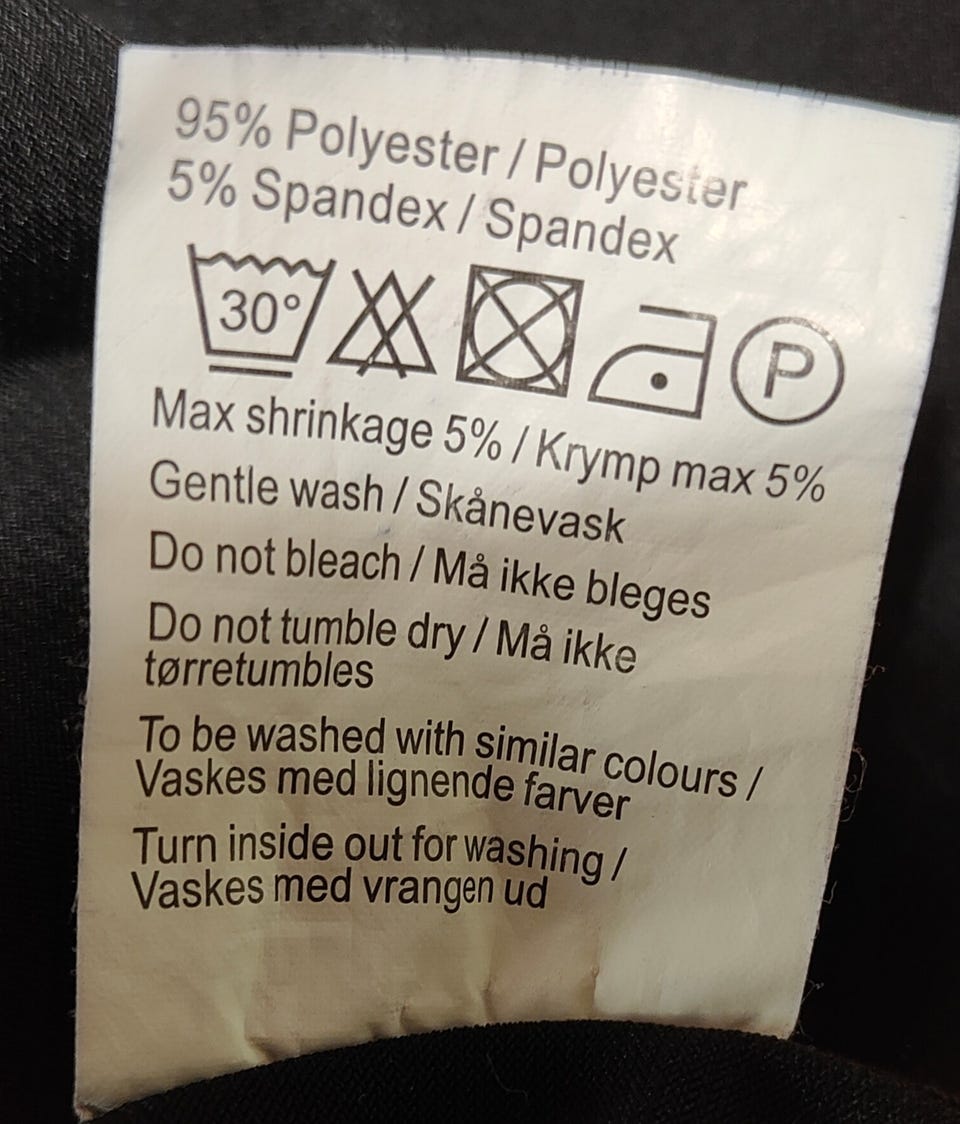 95% Polyester / Polyester
5% Spandex / Spandex
30°
P
Max shrinkage 5% / Krymp max 5%
Gentle wash / Skånevask
Do not bleach / Må ikke bleges
Do not tumble dry / Må ikke
tørretumbles
To be washed with similar colours /
Vaskes med lignende farver
Turn inside out for washing /
Vaskes med vrangen ud